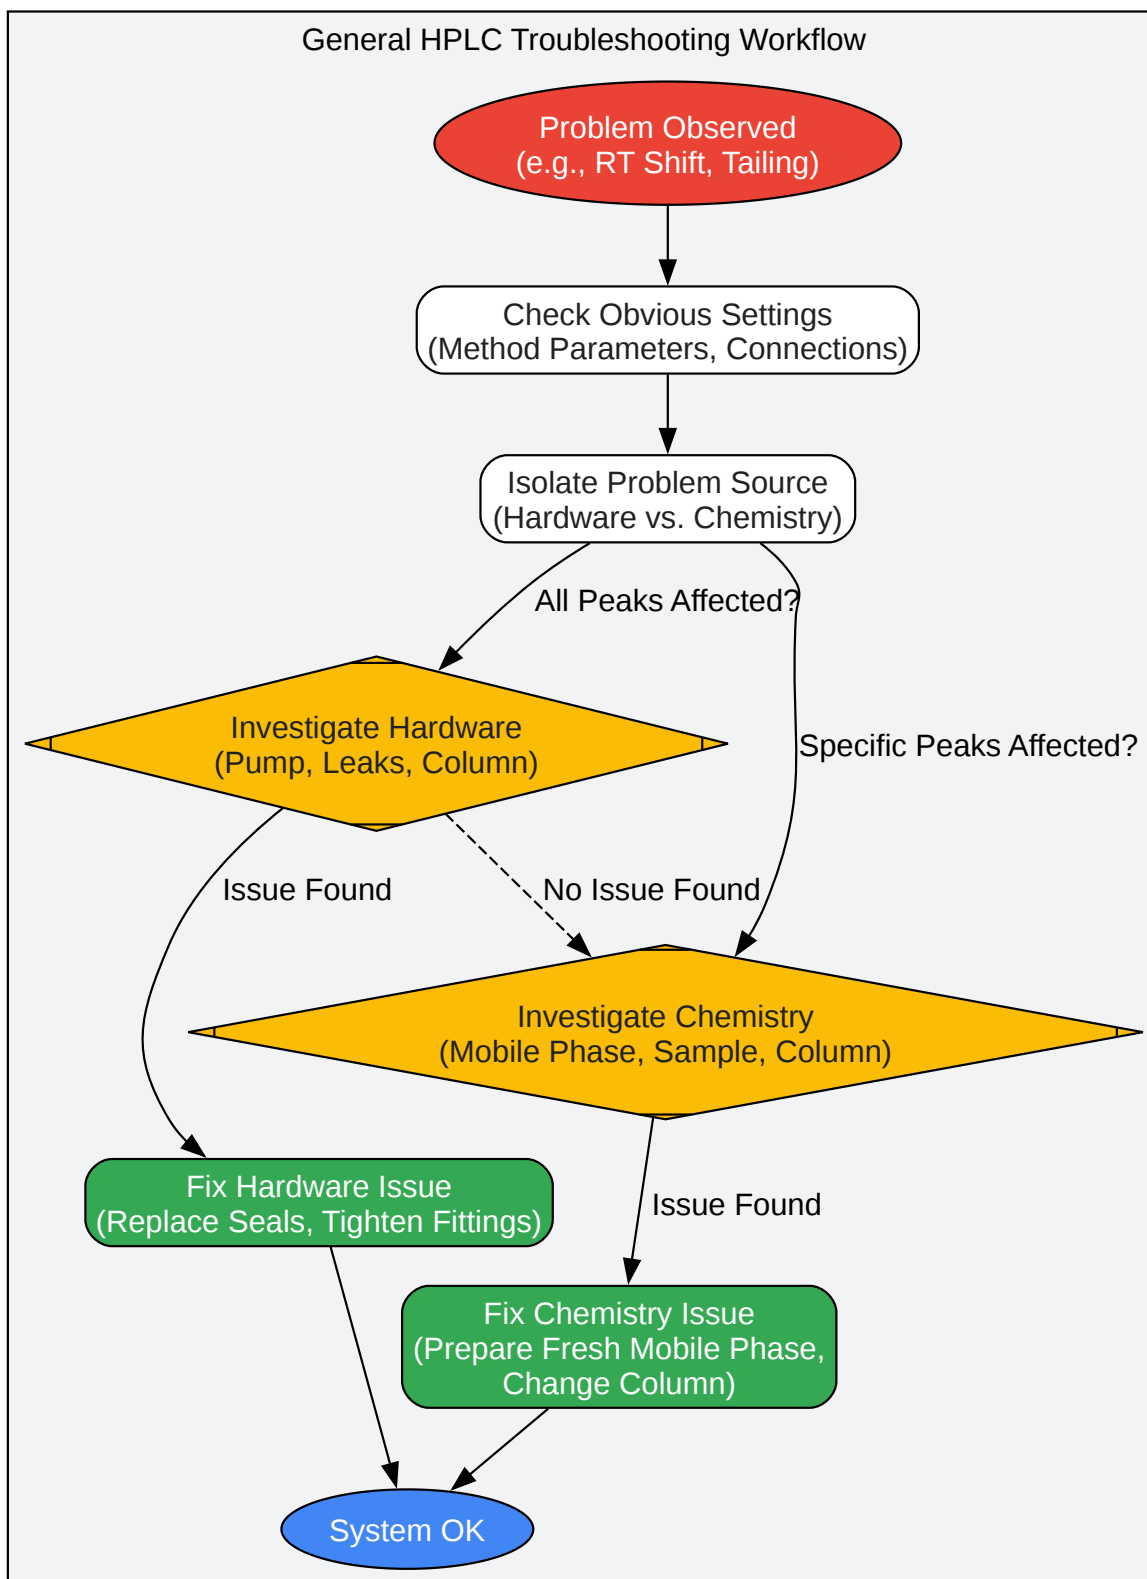 General HPLC Troubleshooting Workflow
Problem Observed
(e.g., RT Shift, Tailing)
Check Obvious Settings
(Method Parameters, Connections)
Isolate Problem Source
(Hardware vs. Chemistry)
All Peaks Affected?
Investigate Hardware
(Pump, Leaks, Column)
Specific Peaks Affected?
Issue Found
No Issue Found
Investigate Chemistry
(Mobile Phase, Sample, Column)
Fix Hardware Issue
(Replace Seals, Tighten Fittings)
Issue Found
Fix Chemistry Issue
(Prepare Fresh Mobile Phase,
Change Column)
System OK